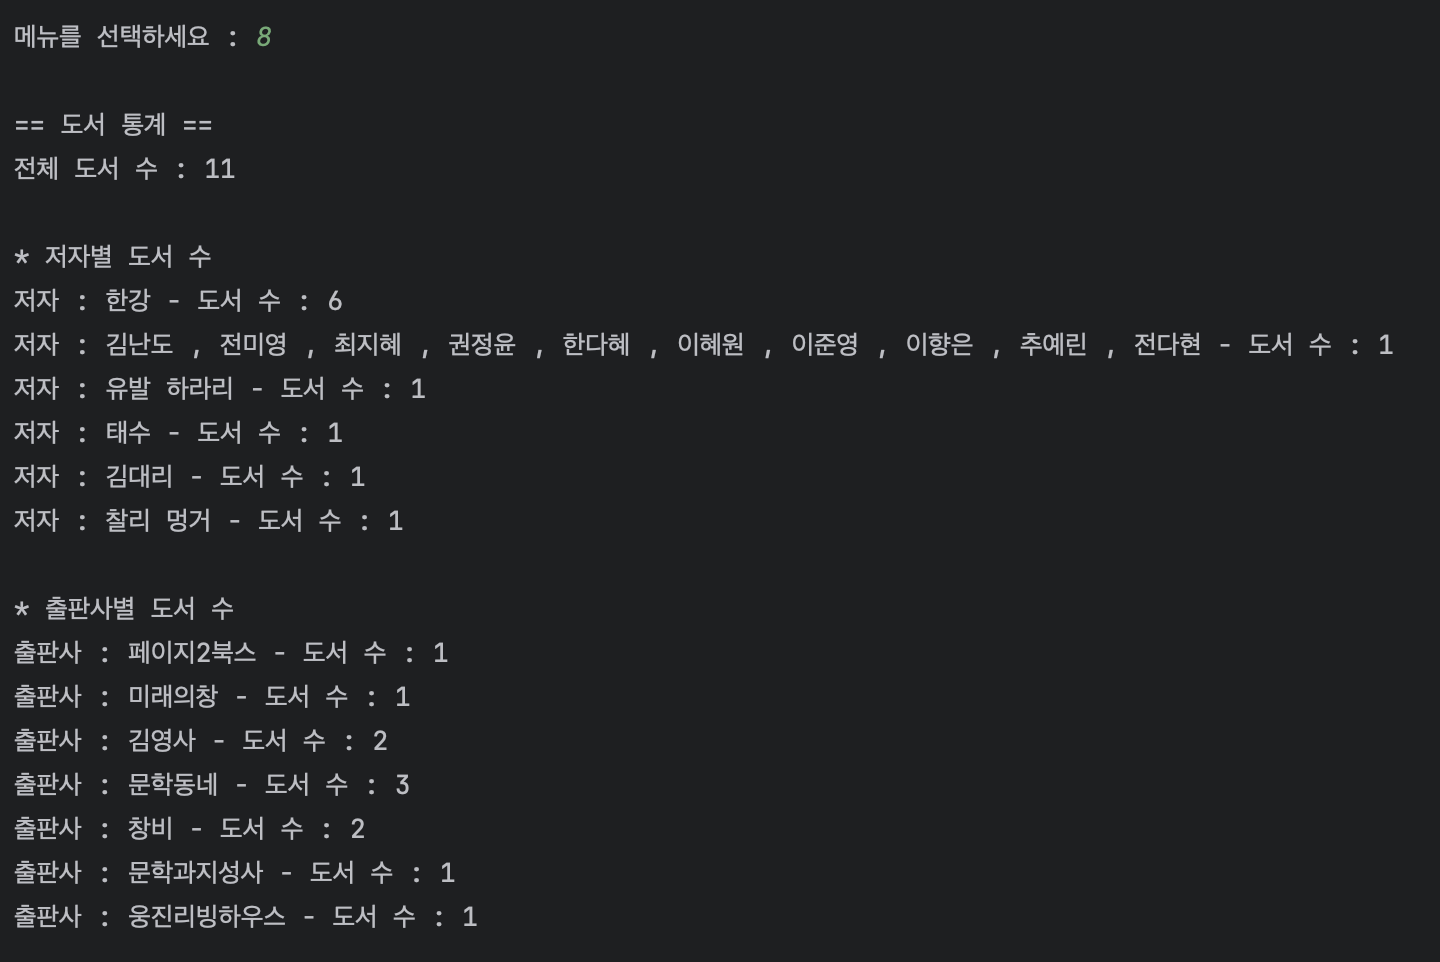 메뉴를 선택하세요 : 8
== 도서 통계 ==
전체 도서 수 : 11
* 저자별 도서 수
저자 : 한강 - 도서 수 : 6
저자 : 김난도 , 전미영 , 최지혜 , 권정윤 , 한다혜 , 이혜원 , 이준영 , 이향은 , 추예린 , 전다현 - 도서 수 : 1
저자 : 유발 하라리 - 도서 수 : 1
저자 : 태수 - 도서 수 : 1
저자 : 김대리 - 도서 수 : 1
저자 : 찰리 멍거 - 도서 수 : 1
* 출판사별 도서 수
출판사 : 페이지2북스 - 도서 수 : 1
출판사 : 미래의창 - 도서 수 : 1
출판사 : 김영사 - 도서 수 : 2
출판사 : 문학동네 - 도서 수 : 3
출판사 : 창비 - 도서 수 : 2
출판사 : 문학과지성사 - 도서 수 : 1
출판사 : 웅진리빙하우스 - 도서 수 : 1